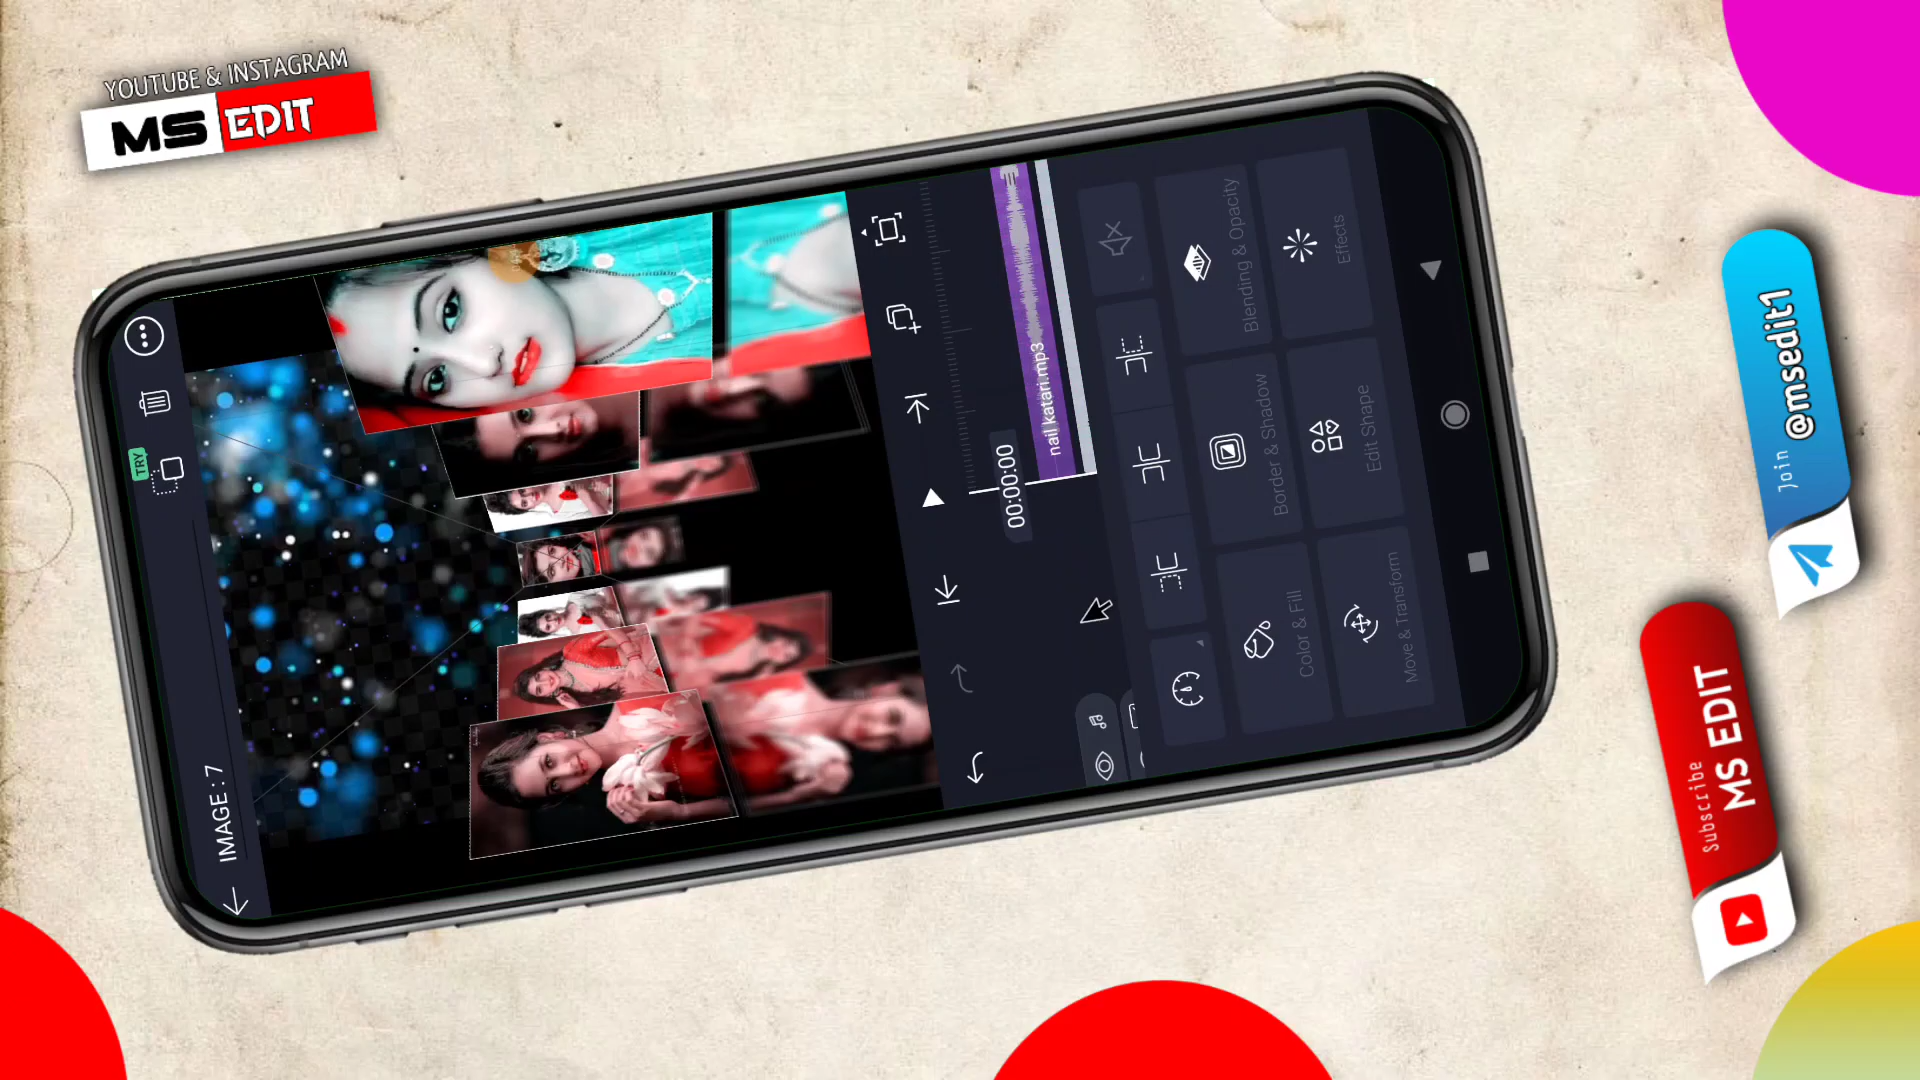 YOUTUBE & INSTAGRAM
MS EDIT
TRY
IMAGE : 7
nail katari.mp3
00:00:00
Blending & Opacity
Effects
Border & Shadow
Edit Shape
Color & Fill
Move & Transform
Join @msedit1
Subscribe
MS EDIT